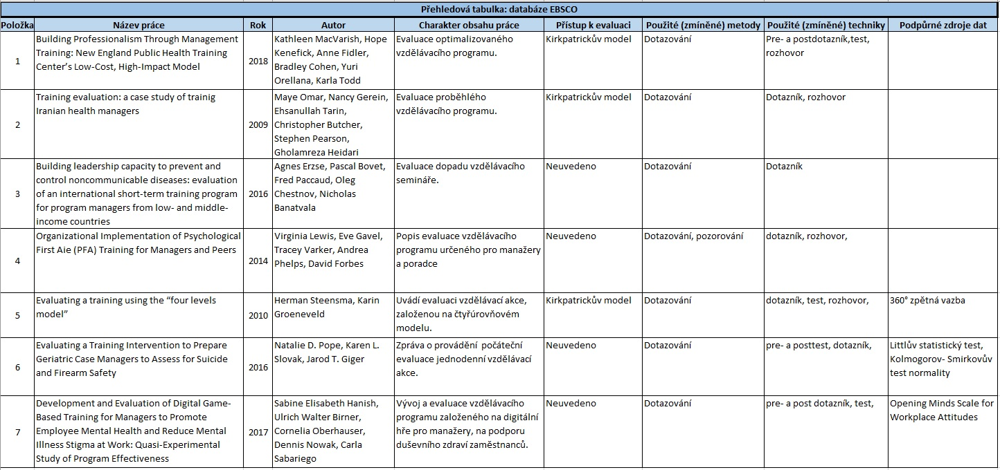 Přehledová tabulka: databáze EBSCO
Položka Název práce Rok Autor Charakter obsahu práce Přístup k evaluaci Použité (zmíněné) metody Použité (zmíněné) techniky Podpůrné zdroje dat
1
Building Professionalism Through Management
Training: New England Public Health Training
Center’s Low-Cost, High-Impact Model
2018
Kathleen MacVarish, Hope
Kenefick, Anne Fidler,
Bradley Cohen, Yuri
Orellana, Karla Todd
Evaluace optimalizovaného
vzdělávacího programu.
Kirkpatrickův model
Dotazování
Pre- a postdotazník,test,
rozhovor
2
Training evaluation: a case study of trainig
Iranian health managers
2009
Maye Omar, Nancy Gerein,
Ehsanullah Tarin,
Christopher Butcher,
Stephen Pearson,
Gholamreza Heidari
Evaluace proběhlého
vzdělávacího programu.
Kirkpatrickův model
Dotazování
Dotazník, rozhovor
3
Building leadership capacity to prevent and
control noncommunicable diseases: evaluation
of an international short-term training program
for program managers from low- and middle-
income countries
2016
Agnes Erzse, Pascal Bovet,
Fred Paccaud, Oleg
Chestnov, Nicholas
Banatvala
Evaluace dopadu vzdělávacího
semináře.
Neuvedeno
Dotazování
Dotazník
4
Organizational Implementation of Psychological
First Aie (PFA) Training for Managers and Peers
2014
Virginia Lewis, Eve Gavel,
Tracey Varker, Andrea
Phelps, David Forbes
Popis evaluace vzdělávacího
programu určeného pro manažery
a poradce
Neuvedeno
Dotazování, pozorování
dotazník, rozhovor,
5
Evaluating a training using the “four levels
model”
2010
Herman Steensma, Karin
Groeneveld
Uvádí evaluaci vzdělávací akce,
založenou na čtyřúrovňovém
modelu.
Kirkpatrickův model
Dotazování
dotazník, test, rozhovor,
360° zpětná vazba
6
Evaluating a Training Intervention to Prepare
Geriatric Case Managers to Assess for Suicide
and Firearm Safety
2016
Natalie D. Pope, Karen L.
Slovak, Jarod T. Giger
Zpráva o provádění  počáteční
evaluace jednodenní vzdělávací
akce.
Neuvedeno
Dotazování
pre- a posttest, dotazník,
Littlův statistický test,
Kolmogorov- Smirkovův
test normality
7
Development and Evaluation of Digital Game-
Based Training for Managers to Promote
Employee Mental Health and Reduce Mental
Illness Stigma at Work: Quasi-Experimental
Study of Program Effectiveness
2017
Sabine Elisabeth Hanish,
Ulrich Walter Birner,
Cornelia Oberhauser,
Dennis Nowak, Carla
Sabariego
Vývoj a evaluace vzdělávacího
programu založeného na digitální
hře pro manažery, na podporu
duševního zdraví zaměstnanců.
Neuvedeno
Dotazování
pre- a post dotazník, test,
Opening Minds Scale for
Workplace Attitudes